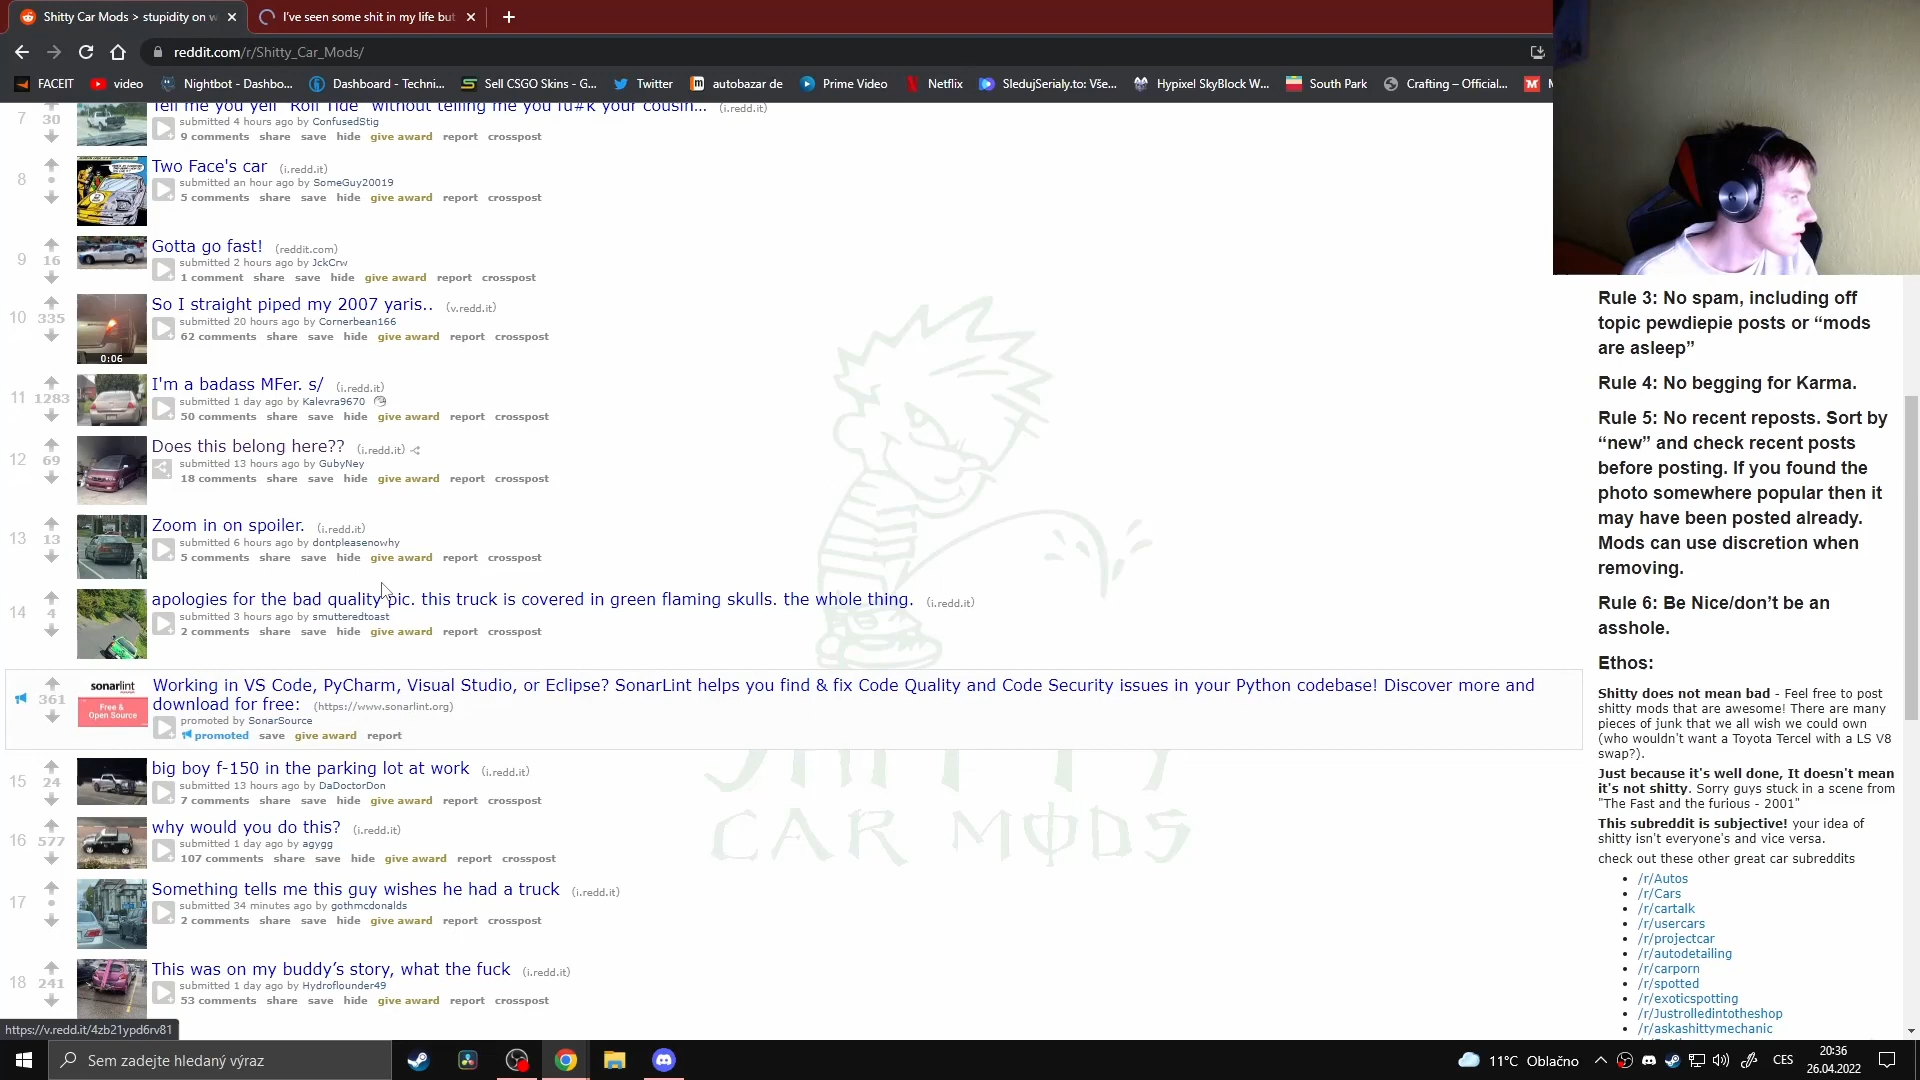 Shitty Car Mods > stupidity on w
I've seen some shit in my life but
reddit.com/r/Shitty_Car_Mods/
FACEIT
video
Nightbot - Dashbo...
Dashboard - Techni...
Sell CSGO Skins - G...
Twitter
autobazar de
Prime Video
Netflix
SledujSerialy.to: Vše...
Hypixel SkyBlock W...
South Park
Crafting – Official...
7
30
Tell me you yell "Roll Tide" without telling me you fu#k your cousin... (i.redd.it)
submitted 4 hours ago by ConfusedStig
9 comments share save hide give award report crosspost
8
•
Two Face's car (i.redd.it)
submitted an hour ago by SomeGuy20019
5 comments share save hide give award report crosspost
9
16
Gotta go fast! (reddit.com)
submitted 2 hours ago by JckCrw
1 comment share save hide give award report crosspost
10
335
0:06
So I straight piped my 2007 yaris.. (v.redd.it)
submitted 20 hours ago by Cornerbean166
62 comments share save hide give award report crosspost
11
1283
I'm a badass MFer. s/ (i.redd.it)
submitted 1 day ago by Kalevra9670
50 comments share save hide give award report crosspost
12
69
Does this belong here?? (i.redd.it)
submitted 13 hours ago by GubyNey
18 comments share save hide give award report crosspost
13
13
Zoom in on spoiler. (i.redd.it)
submitted 6 hours ago by dontpleasenowhy
5 comments share save hide give award report crosspost
14
4
apologies for the bad quality pic. this truck is covered in green flaming skulls. the whole thing. (i.redd.it)
submitted 3 hours ago by smutteredtoast
2 comments share save hide give award report crosspost
361
sonarlint
Free &
Open Source
Working in VS Code, PyCharm, Visual Studio, or Eclipse? SonarLint helps you find & fix Code Quality and Code Security issues in your Python codebase! Discover more and
download for free: (https://www.sonarlint.org)
promoted by SonarSource
promoted save give award report
15
24
big boy f-150 in the parking lot at work (i.redd.it)
submitted 13 hours ago by DaDoctorDon
7 comments share save hide give award report crosspost
16
577
why would you do this? (i.redd.it)
submitted 1 day ago by agygg
107 comments share save hide give award report crosspost
17
•
Something tells me this guy wishes he had a truck (i.redd.it)
submitted 34 minutes ago by gothmcdonalds
2 comments share save hide give award report crosspost
18
241
This was on my buddy’s story, what the fuck (i.redd.it)
submitted 1 day ago by Hydroflounder49
53 comments share save hide give award report crosspost
SHITTY
CAR MODS
Rule 3: No spam, including off
topic pewdiepie posts or “mods
are asleep”
Rule 4: No begging for Karma.
Rule 5: No recent reposts. Sort by
“new” and check recent posts
before posting. If you found the
photo somewhere popular then it
may have been posted already.
Mods can use discretion when
removing.
Rule 6: Be Nice/don’t be an
asshole.
Ethos:
Shitty does not mean bad - Feel free to post
shitty mods that are awesome! There are many
pieces of junk that we all wish we could own
(who wouldn't want a Toyota Tercel with a LS V8
swap?).
Just because it's well done, It doesn't mean
it's not shitty. Sorry guys stuck in a scene from
"The Fast and the furious - 2001"
This subreddit is subjective! your idea of
shitty isn't everyone's and vice versa.
check out these other great car subreddits
• /r/Autos
• /r/Cars
• /r/cartalk
• /r/usercars
• /r/projectcar
• /r/autodetailing
• /r/carporn
• /r/spotted
• /r/exoticspotting
• /r/Justrolledintotheshop
• /r/askashittymechanic
https://v.redd.it/4zb21ypd6rv81
Sem zadejte hledaný výraz
11°C Oblačno
CES
20:36
26.04.2022